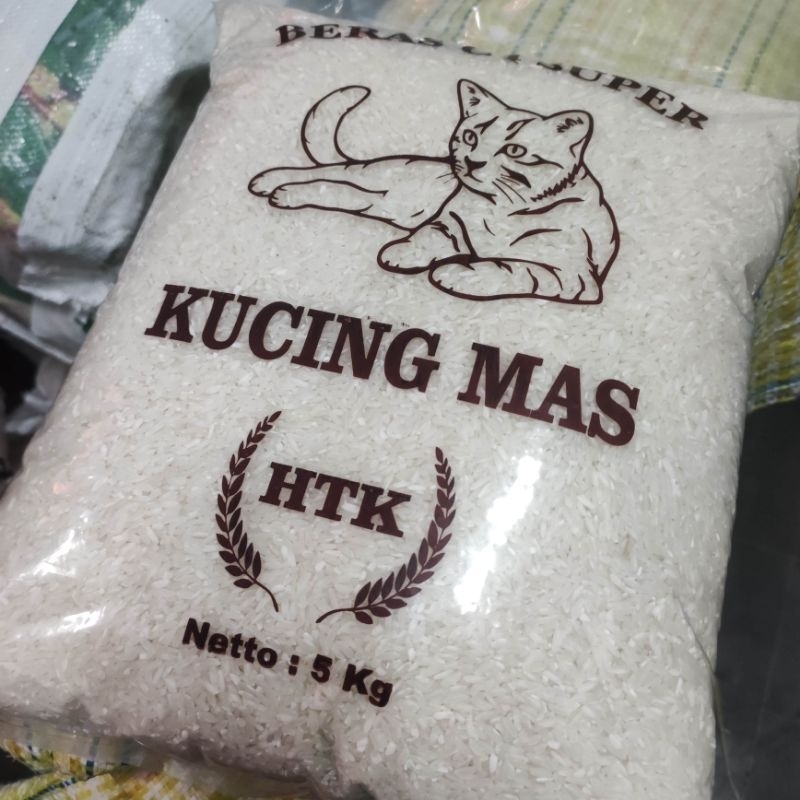 BERAS SUPER
KUCING MAS
HTK
Netto : 5 Kg